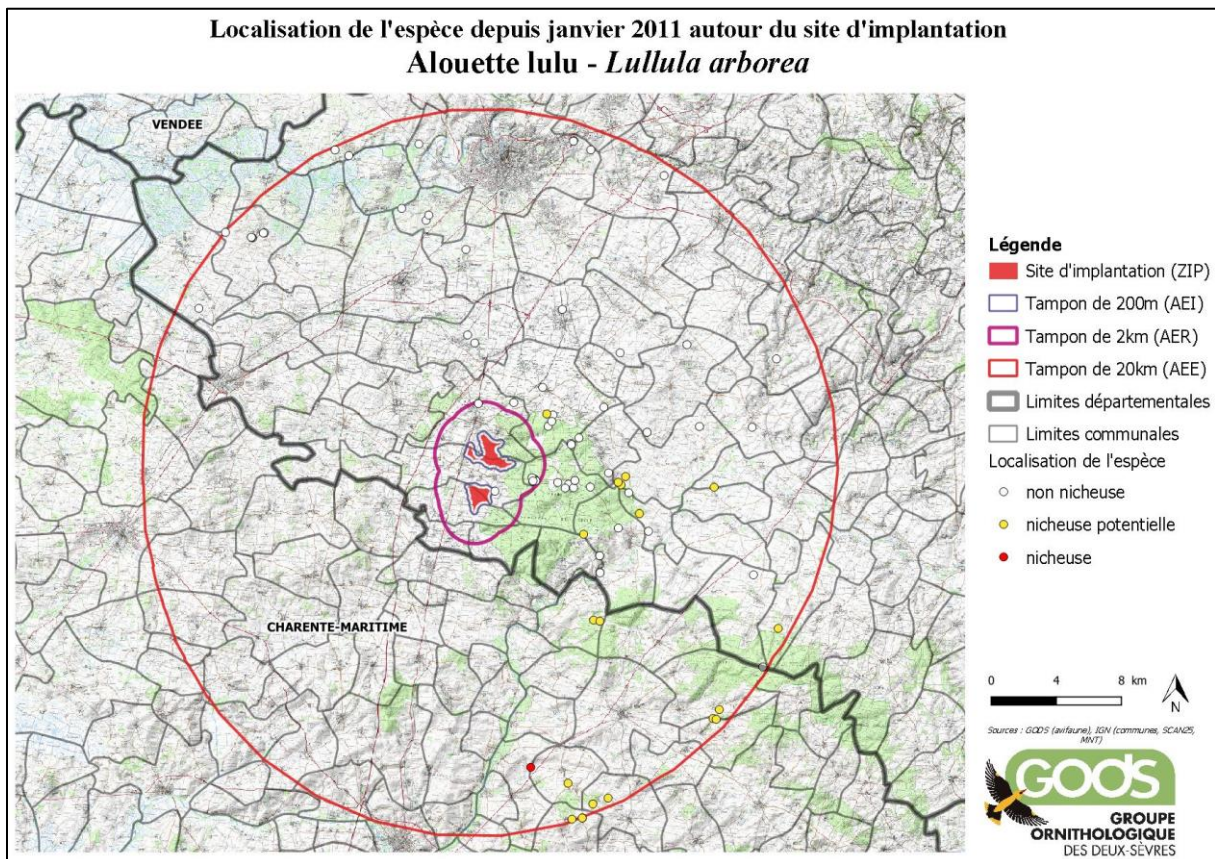 Localisation de l'espèce depuis janvier 2011 autour du site d'implantation
Alouette lulu - Lullula arborea
VENDEE
CHARENTE-MARITIME
Légende
Site d'implantation (ZIP)
Tampon de 200m (AEI)
Tampon de 2km (AER)
Tampon de 20km (AEE)
Limites départementales
Limites communales
Localisation de l'espèce
non nicheuse
nicheuse potentielle
nicheuse
0 4 8 km
N
Sources : GODS (avifaune), IGN (communes, SCAN25,
MNT)
GODS
GROUPE
ORNITHOLOGIQUE
DES DEUX-SÈVRES